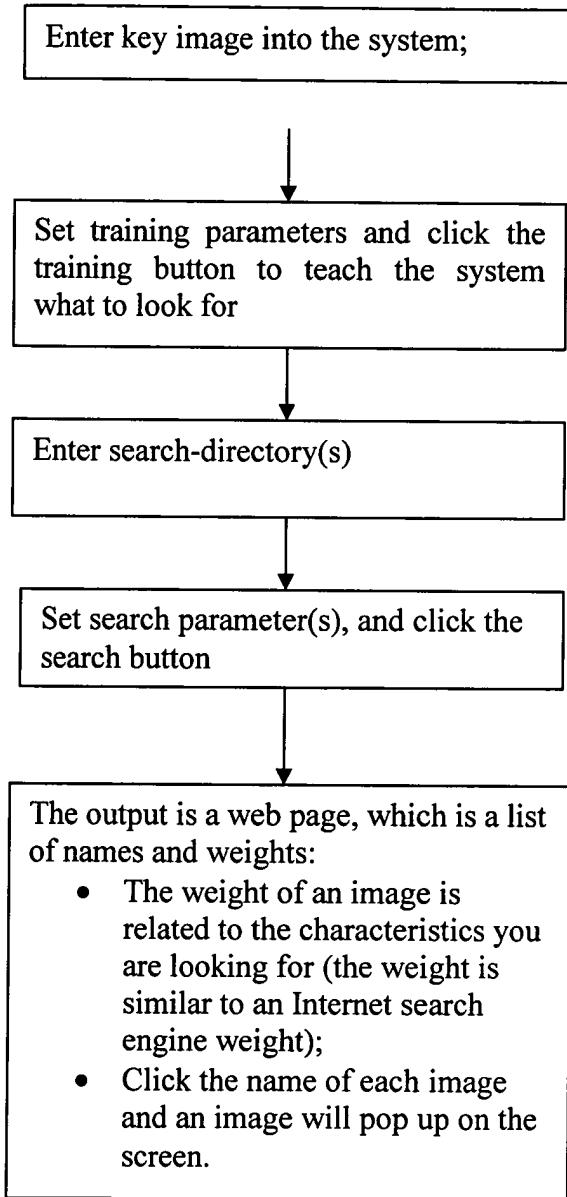 Enter key image into the system;
Set training parameters and click the
training button to teach the system
what to look for
Enter search-directory(s)
Set search parameter(s), and click the
search button
The output is a web page, which is a list
of names and weights:
• The weight of an image is
related to the characteristics you
are looking for (the weight is
similar to an Internet search
engine weight);
• Click the name of each image
and an image will pop up on the
screen.